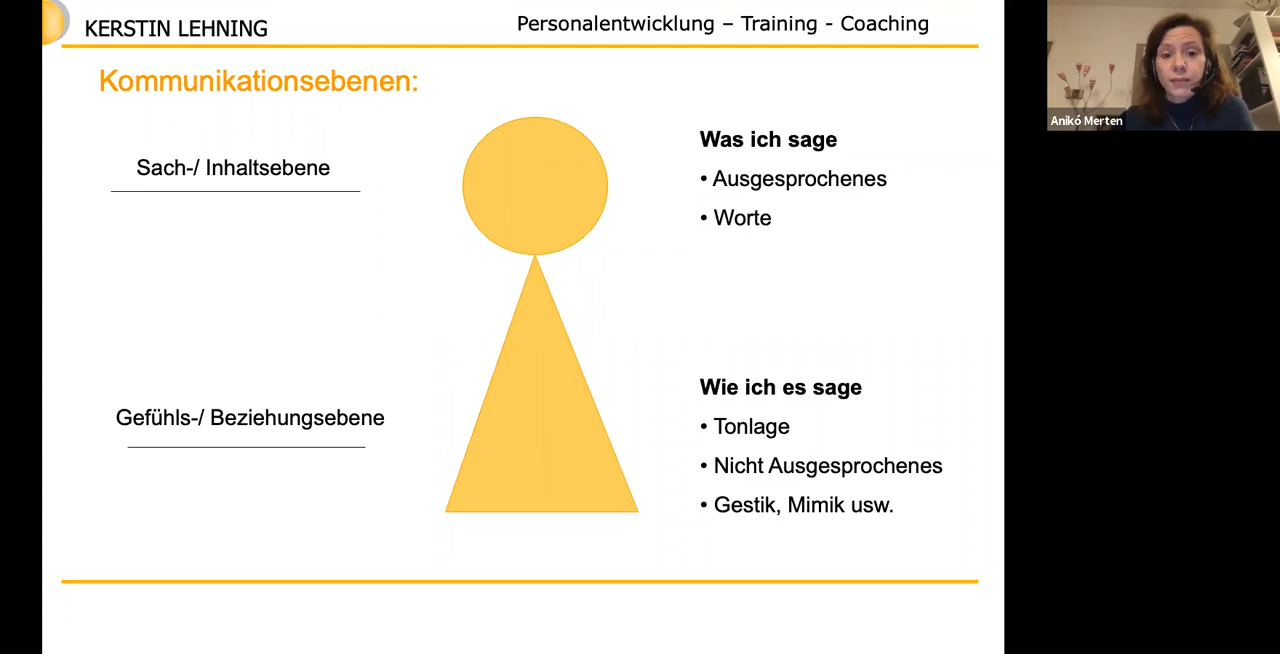 KERSTIN LEHNING
Personalentwicklung – Training - Coaching
Kommunikationsebenen:
Sach-/ Inhaltsebene
Was ich sage
• Ausgesprochenes
• Worte
Gefühls-/ Beziehungsebene
Wie ich es sage
• Tonlage
• Nicht Ausgesprochenes
• Gestik, Mimik usw.
Anikó Merten